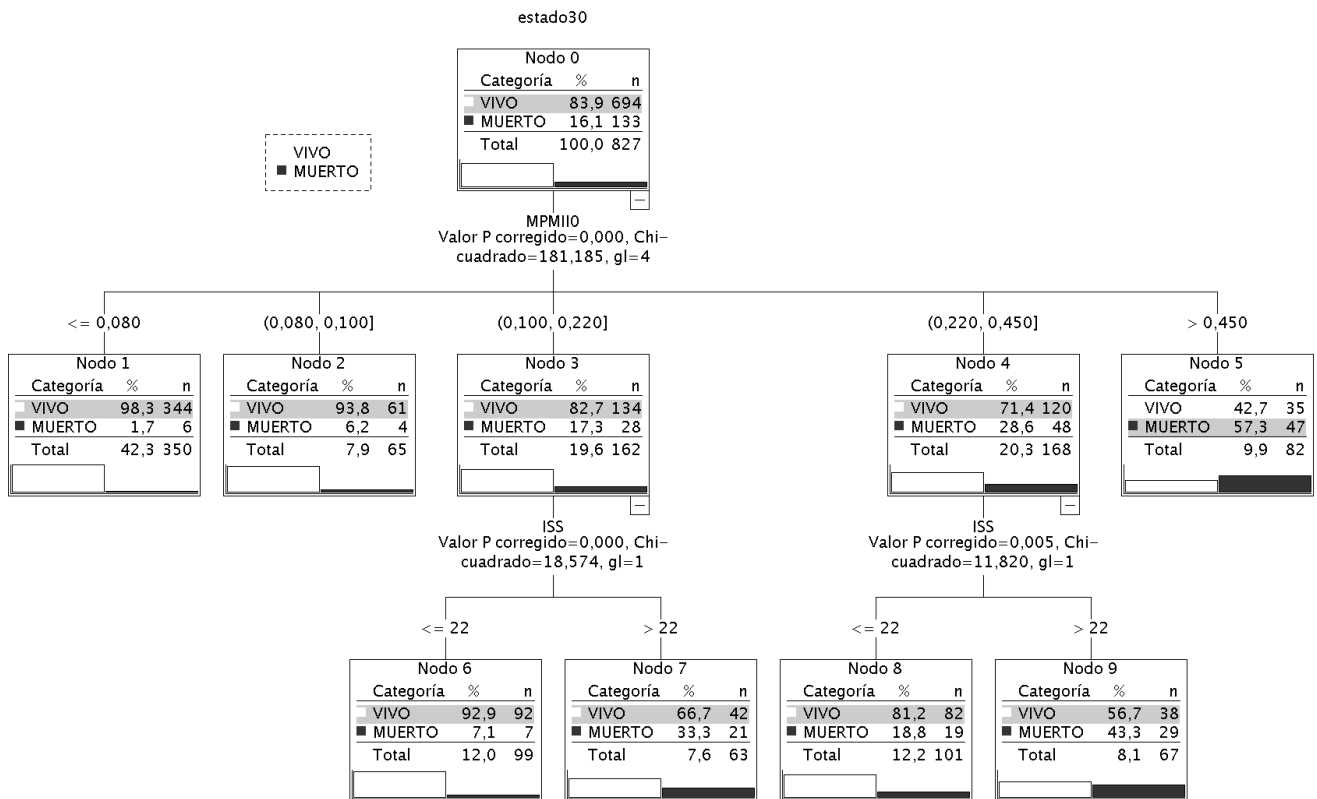 estado30
Nodo 0
Categoría % n
VIVO 83,9 694
MUERTO 16,1 133
Total 100,0 827
VIVO
MUERTO
MPMII0
Valor P corregido=0,000, Chi-
cuadrado=181,185, gl=4
<= 0,080
(0,080, 0,100]
(0,100, 0,220]
(0,220, 0,450]
> 0,450
Nodo 1
Categoría % n
VIVO 98,3 344
MUERTO 1,7 6
Total 42,3 350
Nodo 2
Categoría % n
VIVO 93,8 61
MUERTO 6,2 4
Total 7,9 65
Nodo 3
Categoría % n
VIVO 82,7 134
MUERTO 17,3 28
Total 19,6 162
Nodo 4
Categoría % n
VIVO 71,4 120
MUERTO 28,6 48
Total 20,3 168
Nodo 5
Categoría % n
VIVO 42,7 35
MUERTO 57,3 47
Total 9,9 82
ISS
Valor P corregido=0,000, Chi-
cuadrado=18,574, gl=1
ISS
Valor P corregido=0,005, Chi-
cuadrado=11,820, gl=1
<= 22
> 22
<= 22
> 22
Nodo 6
Categoría % n
VIVO 92,9 92
MUERTO 7,1 7
Total 12,0 99
Nodo 7
Categoría % n
VIVO 66,7 42
MUERTO 33,3 21
Total 7,6 63
Nodo 8
Categoría % n
VIVO 81,2 82
MUERTO 18,8 19
Total 12,2 101
Nodo 9
Categoría % n
VIVO 56,7 38
MUERTO 43,3 29
Total 8,1 67